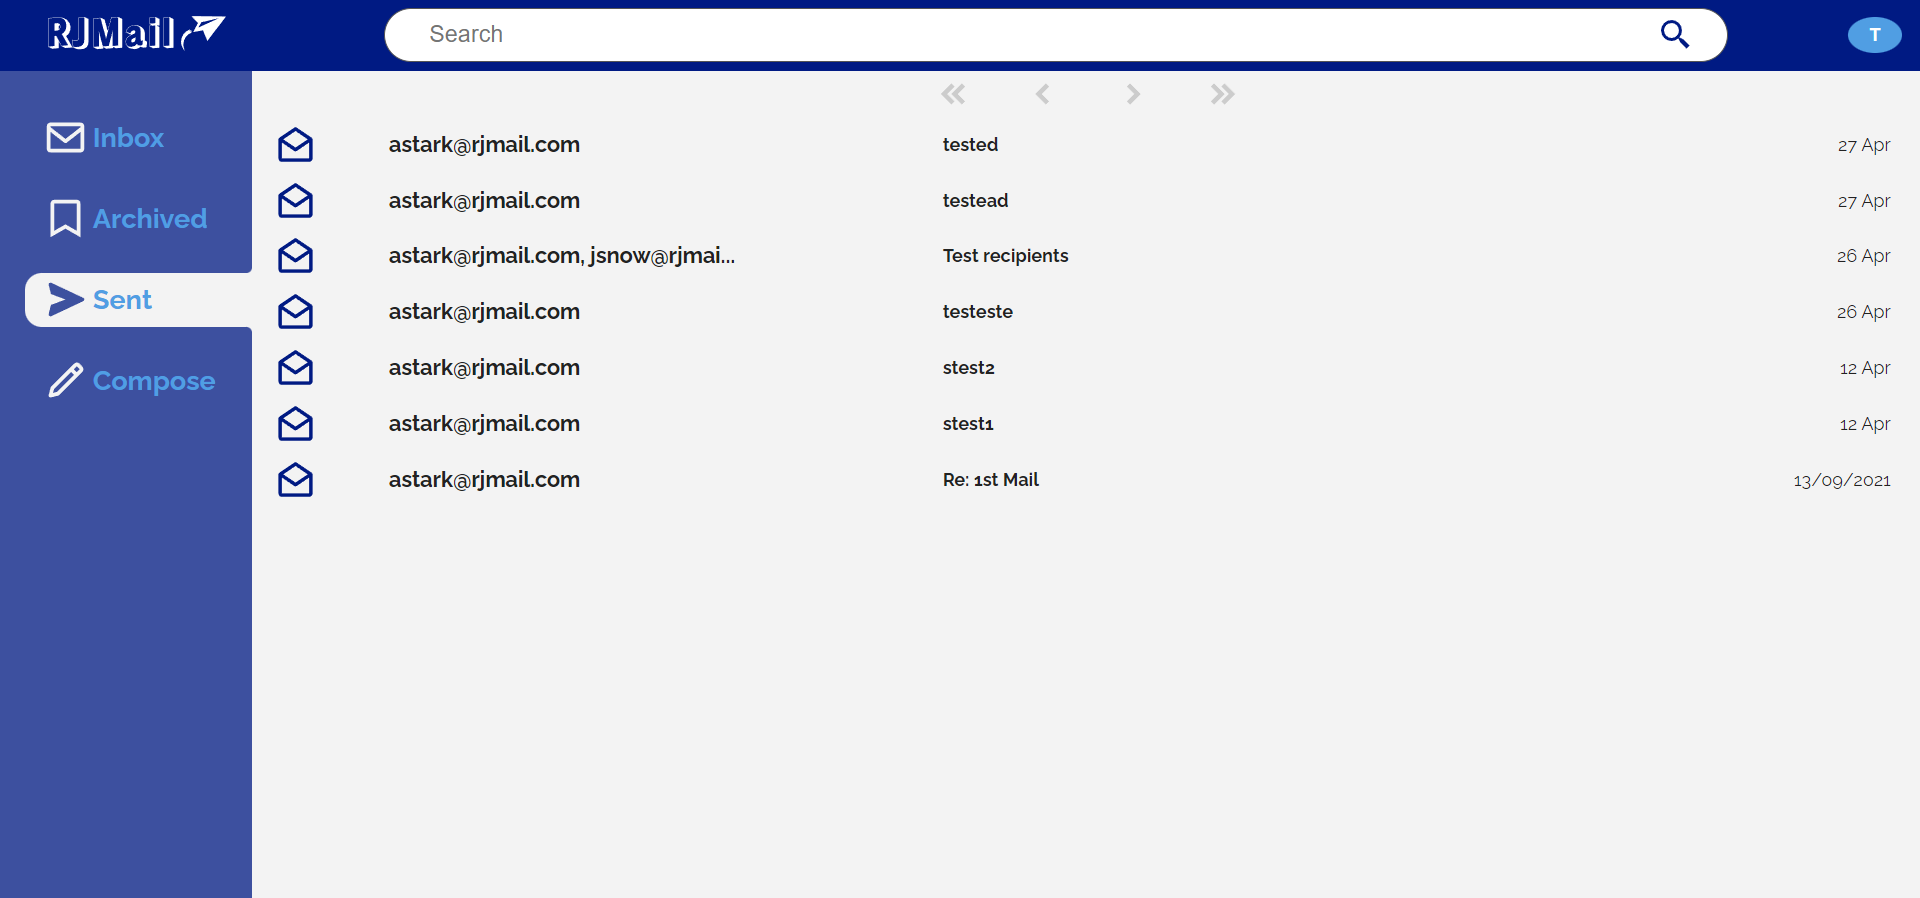 RJMail
Search
T
Inbox
Archived
Sent
Compose
astark@rjmail.com tested 27 Apr
astark@rjmail.com testead 27 Apr
astark@rjmail.com, jsnow@rjmai... Test recipients 26 Apr
astark@rjmail.com testeste 26 Apr
astark@rjmail.com stest2 12 Apr
astark@rjmail.com stest1 12 Apr
astark@rjmail.com Re: 1st Mail 13/09/2021